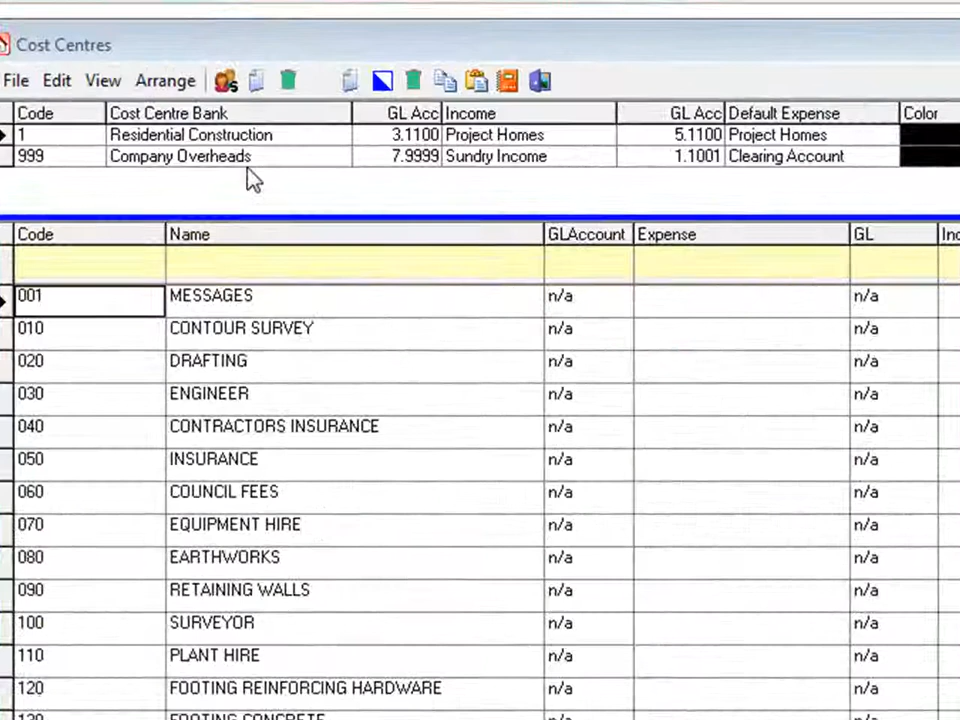 Cost Centres
File Edit View Arrange
Code Cost Centre Bank GL Acc Income GL Acc Default Expense Color
1 Residential Construction 3.1100 Project Homes 5.1100 Project Homes
999 Company Overheads 7.9999 Sundry Income 1.1001 Clearing Account
Code Name GLAccount Expense GL
001 MESSAGES n/a n/a
010 CONTOUR SURVEY n/a n/a
020 DRAFTING n/a n/a
030 ENGINEER n/a n/a
040 CONTRACTORS INSURANCE n/a n/a
050 INSURANCE n/a n/a
060 COUNCIL FEES n/a n/a
070 EQUIPMENT HIRE n/a n/a
080 EARTHWORKS n/a n/a
090 RETAINING WALLS n/a n/a
100 SURVEYOR n/a n/a
110 PLANT HIRE n/a n/a
120 FOOTING REINFORCING HARDWARE n/a n/a
130 FOOTING CONCRETE